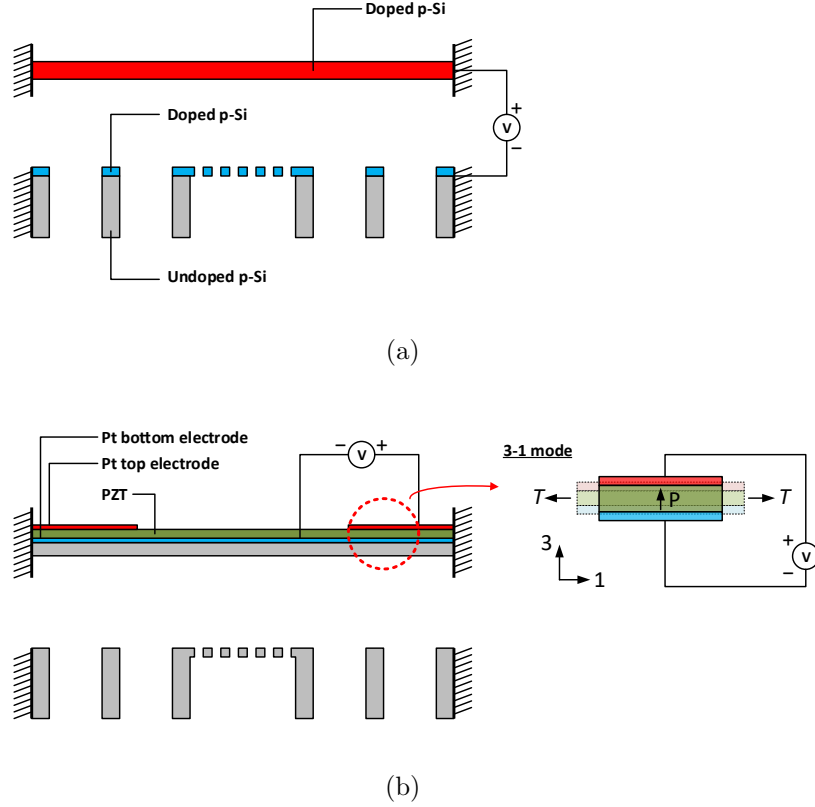 Doped p-Si
+
V
−
Doped p-Si
Undoped p-Si
(a)
Pt bottom electrode
Pt top electrode
PZT
− V +
3-1 mode
T P T
3
1
+
V
−
(b)